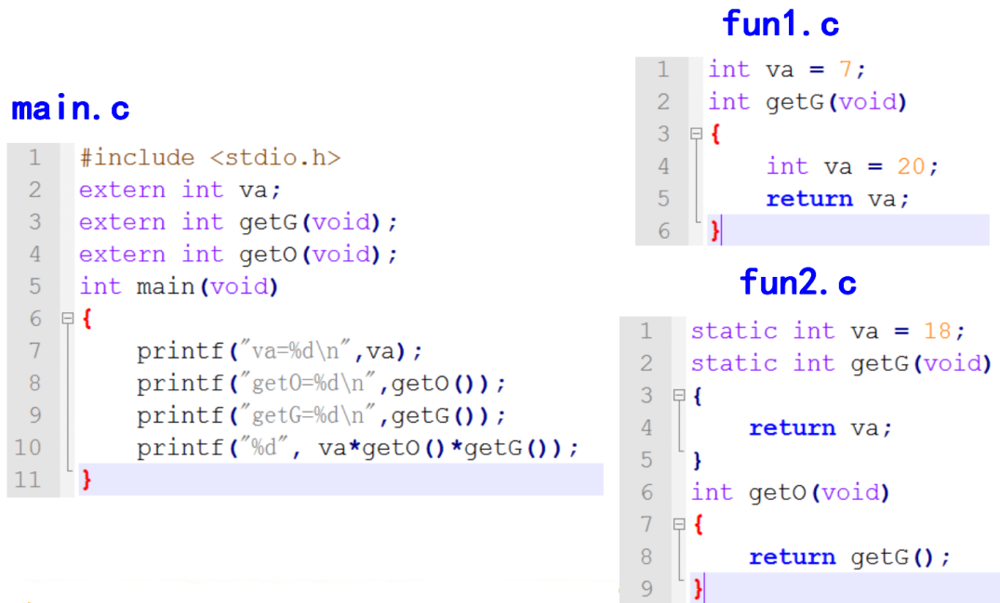 main.c
1 #include <stdio.h>
2 extern int va;
3 extern int getG(void);
4 extern int getO(void);
5 int main(void)
6 {
7 printf("va=%d\n",va);
8 printf("getO=%d\n",getO());
9 printf("getG=%d\n",getG());
10 printf("%d", va*getO()*getG());
11 }
fun1.c
1 int va = 7;
2 int getG(void)
3 {
4 int va = 20;
5 return va;
6 }
fun2.c
1 static int va = 18;
2 static int getG(void)
3 {
4 return va;
5 }
6 int getO(void)
7 {
8 return getG();
9 }